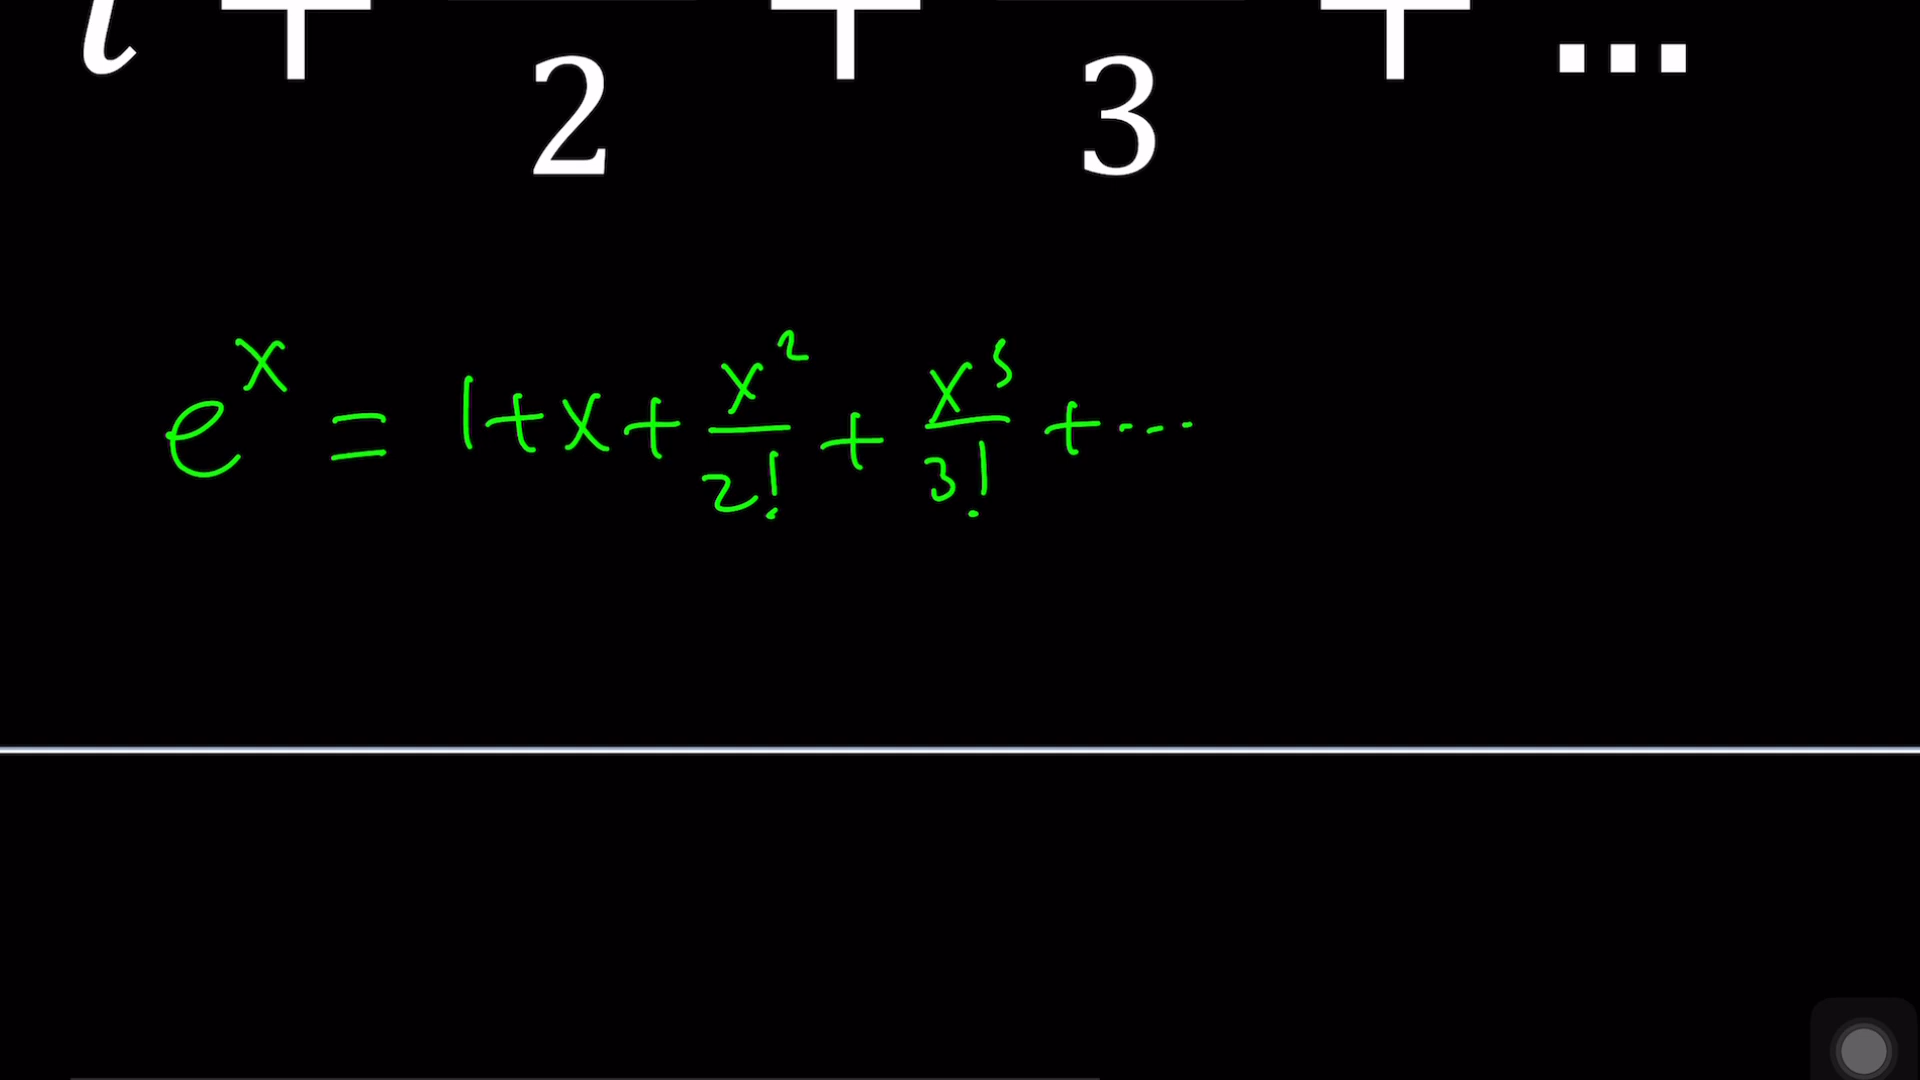 i + /2 + /3 + ...
e^x = 1+x+ x^2/2! + x^3/3! + ...